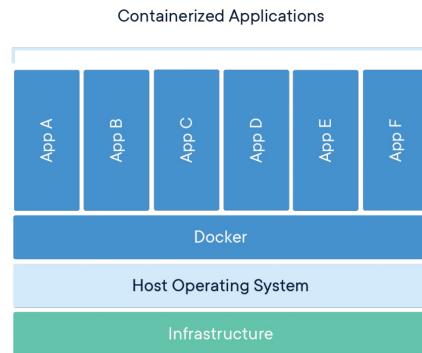 Containerized Applications
App A
App B
App C
App D
App E
App F
Docker
Host Operating System
Infrastructure